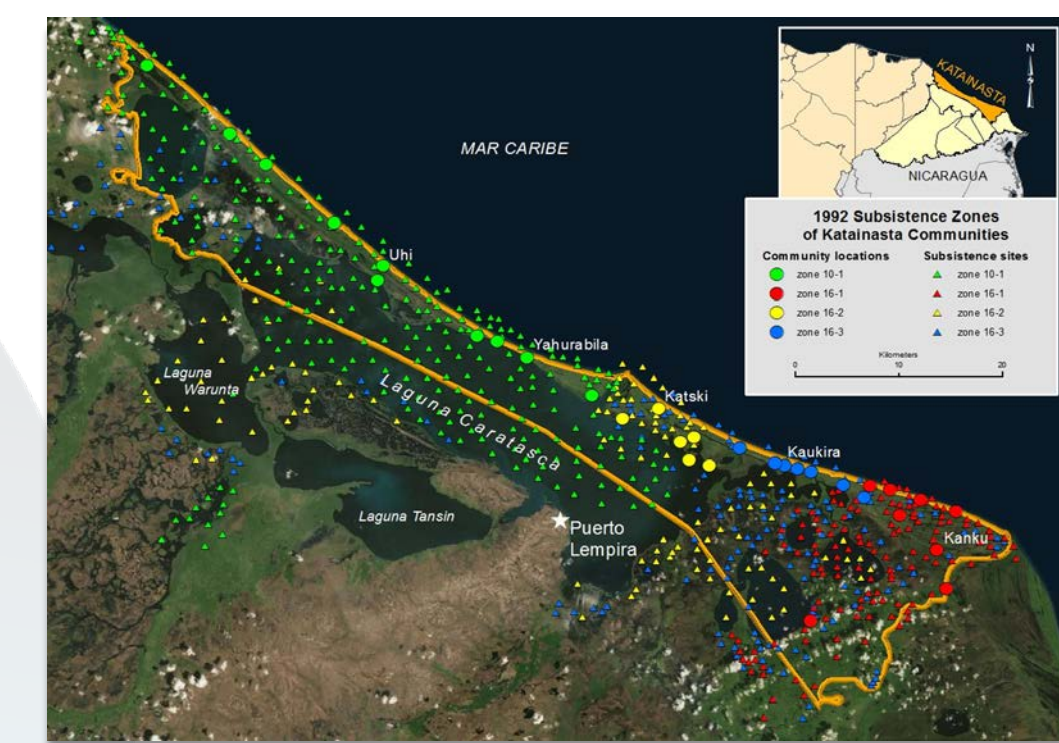 MAR CARIBE
N
KATAINASTA
NICARAGUA
1992 Subsistence Zones
of Katainasta Communities
Community locations
Subsistence sites
zone 10-1
zone 10-1
zone 16-1
zone 16-1
zone 16-2
zone 16-2
zone 16-3
zone 16-3
Kilometers
0
10
20
Uhi
Yahurabila
Laguna
Warunta
Laguna Caratasca
Katski
Kaukira
Laguna Tansin
Puerto
Lempira
Kanku